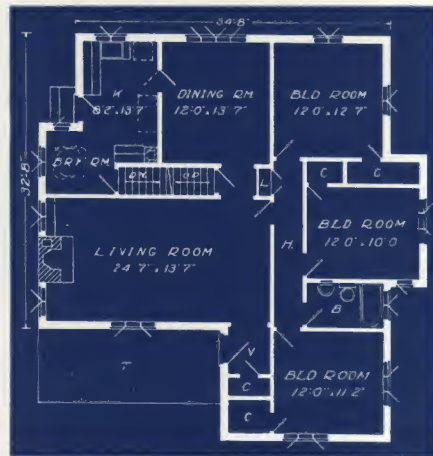 34'-8"
32'-8"
K
8'2" x 13'7"
DINING RM
12'0" x 13'7"
BED ROOM
12'0" x 12'7"
BRK RM.
DN.
UP
L
C
C
BED ROOM
12'0" x 10'0
LIVING ROOM
24'7" x 13'7"
H.
B
T
V
C
BED ROOM
12'0" x 11'2"
C